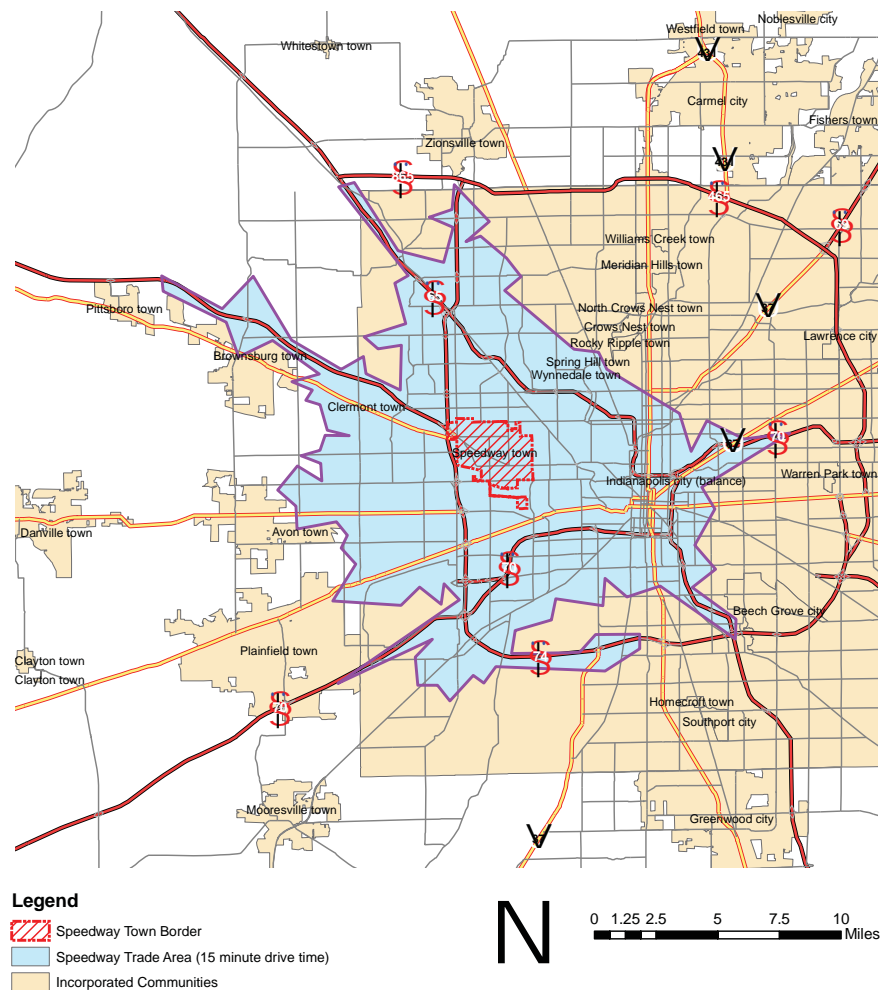 Noblesville city
Westfield town
Whitestown town
431
Carmel city
Fishers town
Zionsville town
431
865
465
69
Williams Creek town
Meridian Hills town
65
Pittsboro town
North Crows Nest town
37
Crows Nest town
Lawrence city
Rocky Ripple town
Brownsburg town
Spring Hill town
Wynnedale town
Clermont town
70
Speedway town
Warren Park town
Indianapolis city (balance)
Danville town
Avon town
70
Beech Grove city
Plainfield town
74
Clayton town
Clayton town
70
Homecroft town
Southport city
Mooresville town
Greenwood city
37
Legend
Speedway Town Border
Speedway Trade Area (15 minute drive time)
Incorporated Communities
N
0 1.25 2.5 5 7.5 10
Miles